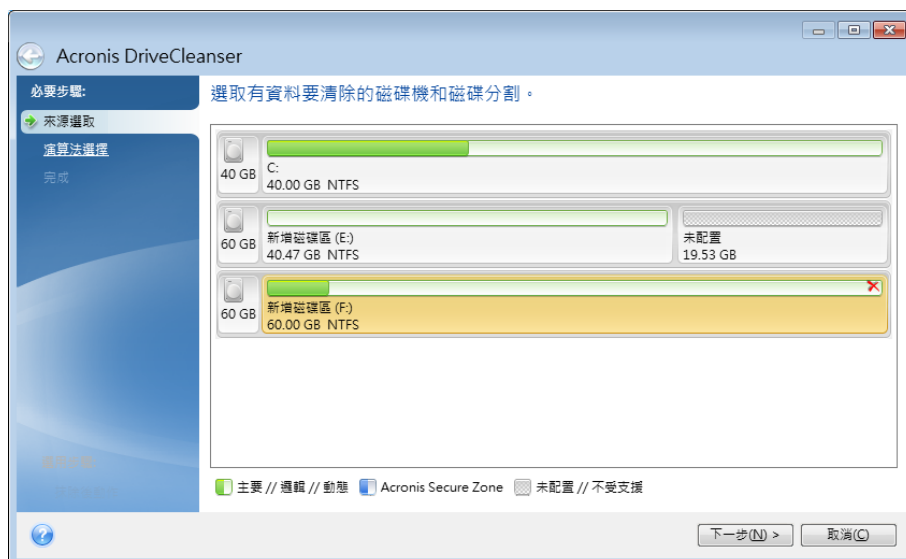 Acronis DriveCleanser
必要步驟:
來源選取
演算法選擇
完成
選取有資料要清除的磁碟機和磁碟分割。
40 GB
C:
40.00 GB NTFS
60 GB
新增磁碟區 (E:)
40.47 GB NTFS
未配置
19.53 GB
60 GB
新增磁碟區 (F:)
60.00 GB NTFS
主要 // 邏輯 // 動態 Acronis Secure Zone 未配置 // 不受支援
下一步(N) > 取消(C)